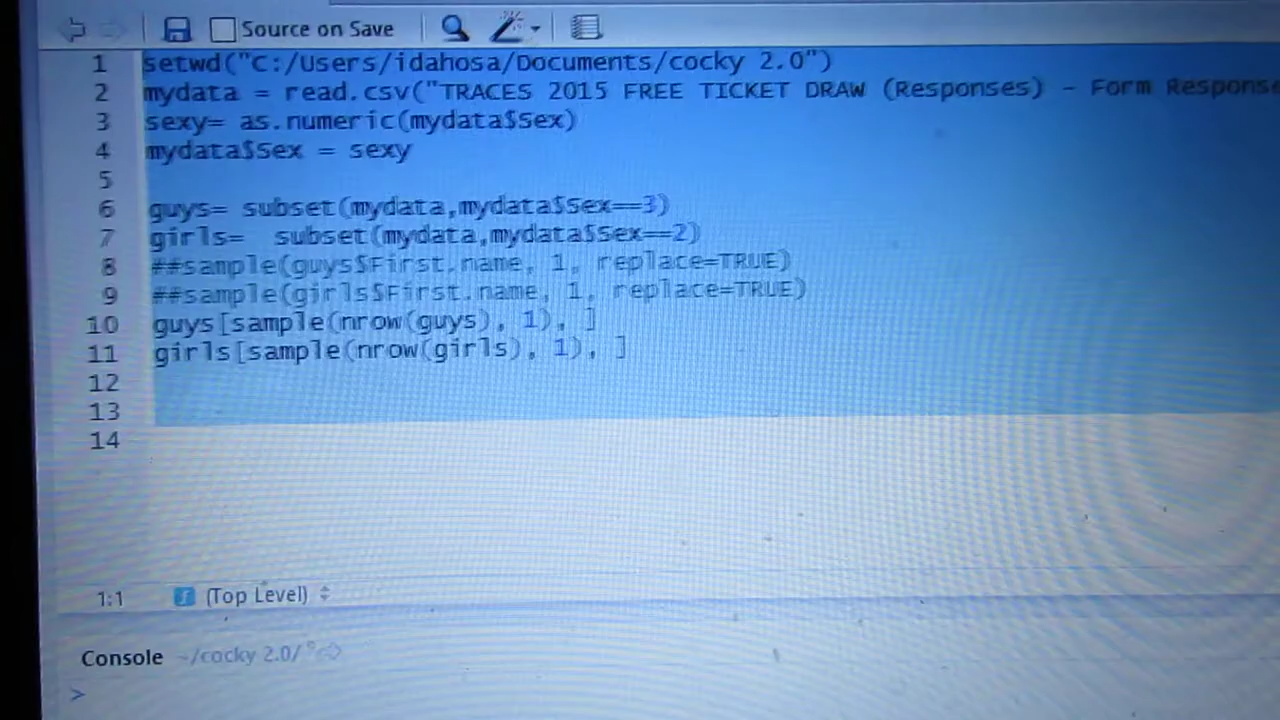 Source on Save
1 setwd("C:/Users/idahosa/Documents/cocky 2.0")
2 mydata = read.csv("TRACES 2015 FREE TICKET DRAW (Responses) - Form Respons
3 sexy= as.numeric(mydata$Sex)
4 mydata$Sex = sexy
5
6 guys= subset(mydata,mydata$Sex==3)
7 girls=  subset(mydata,mydata$Sex==2)
8 ##sample(guys$First.name, 1, replace=TRUE)
9 ##sample(girls$First.name, 1, replace=TRUE)
10 guys[sample(nrow(guys), 1), ]
11 girls[sample(nrow(girls), 1), ]
12
13
14
1:1 (Top Level)
Console ~/cocky 2.0/
>